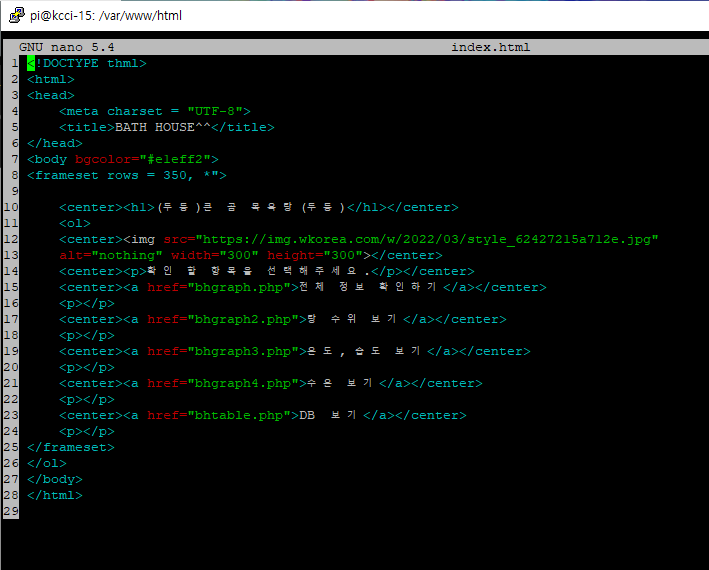 pi@kcci-15: /var/www/html
GNU nano 5.4 index.html
1 <!DOCTYPE thml>
2 <html>
3 <head>
4 <meta charset = "UTF-8">
5 <title>BATH HOUSE^^</title>
6 </head>
7 <body bgcolor="#e1eff2">
8 <frameset rows = 350, *">
9
10 <center><h1>(두둥)큰 곰 목욕탕(두둥)</h1></center>
11 <ol>
12 <center><img src="https://img.wkorea.com/w/2022/03/style_62427215a712e.jpg"
13 alt="nothing" width="300" height="300"></center>
14 <center><p>확인 할 항목을 선택해주세요.</p></center>
15 <center><a href="bhgraph.php">전체 정보 확인하기</a></center>
16 <p></p>
17 <center><a href="bhgraph2.php">탕 수위 보기</a></center>
18 <p></p>
19 <center><a href="bhgraph3.php">온도, 습도 보기</a></center>
20 <p></p>
21 <center><a href="bhgraph4.php">수온 보기</a></center>
22 <p></p>
23 <center><a href="bhtable.php">DB 보기</a></center>
24 <p></p>
25 </frameset>
26 </ol>
27 </body>
28 </html>
29